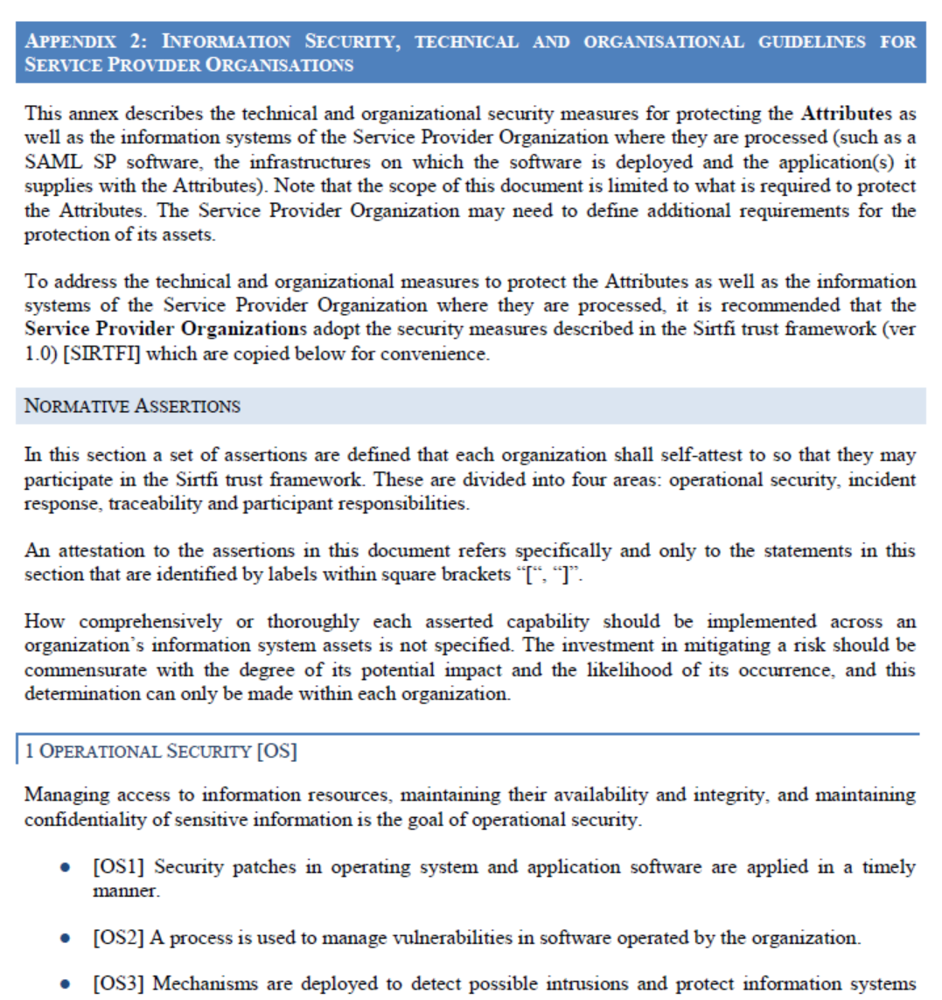 APPENDIX 2: INFORMATION SECURITY, TECHNICAL AND ORGANISATIONAL GUIDELINES FOR
SERVICE PROVIDER ORGANISATIONS
This annex describes the technical and organizational security measures for protecting the Attributes as
well as the information systems of the Service Provider Organization where they are processed (such as a
SAML SP software, the infrastructures on which the software is deployed and the application(s) it
supplies with the Attributes). Note that the scope of this document is limited to what is required to protect
the Attributes. The Service Provider Organization may need to define additional requirements for the
protection of its assets.
To address the technical and organizational measures to protect the Attributes as well as the information
systems of the Service Provider Organization where they are processed, it is recommended that the
Service Provider Organizations adopt the security measures described in the Sirtfi trust framework (ver
1.0) [SIRTFI] which are copied below for convenience.
NORMATIVE ASSERTIONS
In this section a set of assertions are defined that each organization shall self-attest to so that they may
participate in the Sirtfi trust framework. These are divided into four areas: operational security, incident
response, traceability and participant responsibilities.
An attestation to the assertions in this document refers specifically and only to the statements in this
section that are identified by labels within square brackets “[“, “]”.
How comprehensively or thoroughly each asserted capability should be implemented across an
organization’s information system assets is not specified. The investment in mitigating a risk should be
commensurate with the degree of its potential impact and the likelihood of its occurrence, and this
determination can only be made within each organization.
1 OPERATIONAL SECURITY [OS]
Managing access to information resources, maintaining their availability and integrity, and maintaining
confidentiality of sensitive information is the goal of operational security.
● [OS1] Security patches in operating system and application software are applied in a timely
manner.
● [OS2] A process is used to manage vulnerabilities in software operated by the organization.
● [OS3] Mechanisms are deployed to detect possible intrusions and protect information systems